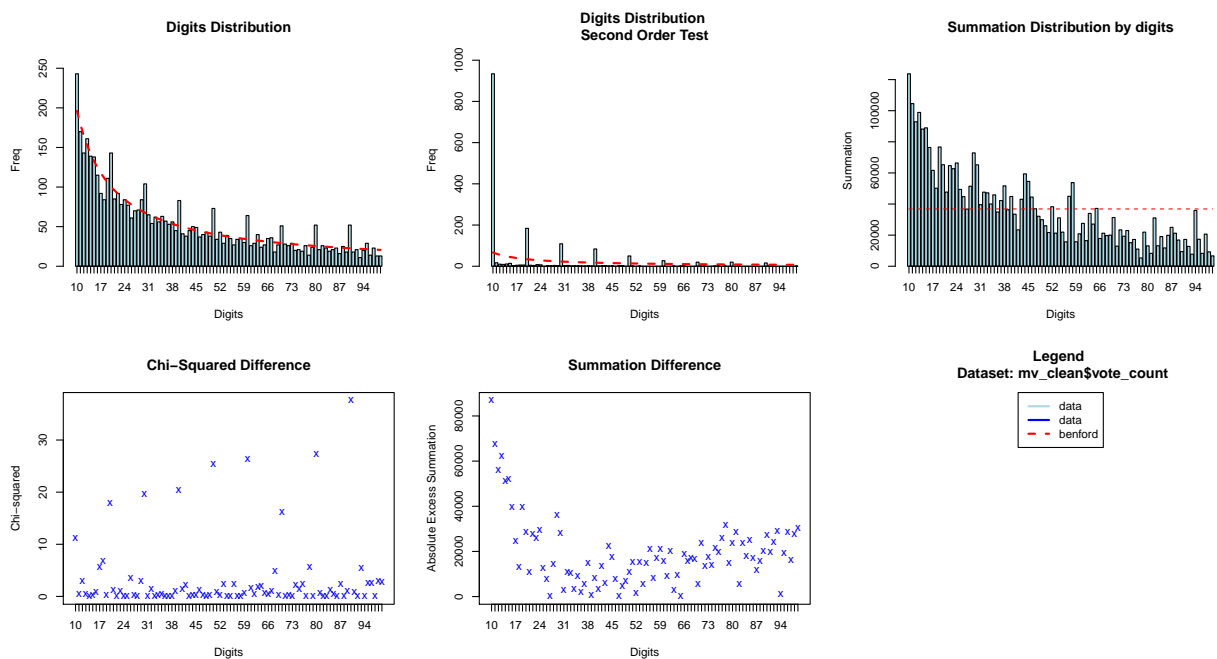 Digits Distribution
Freq
250
200
150
100
50
0
10 17 24 31 38 45 52 59 66 73 80 87 94
Digits
Digits Distribution
Second Order Test
Freq
1000
800
600
400
200
0
10 17 24 31 38 45 52 59 66 73 80 87 94
Digits
Summation Distribution by digits
Summation
100000
60000
20000
0
10 17 24 31 38 45 52 59 66 73 80 87 94
Digits
Chi−Squared Difference
Chi−squared
30
20
10
0
10 17 24 31 38 45 52 59 66 73 80 87 94
Digits
Summation Difference
Absolute Excess Summation
80000
60000
40000
20000
0
10 17 24 31 38 45 52 59 66 73 80 87 94
Digits
Legend
Dataset: mv_clean$vote_count
data
data
benford